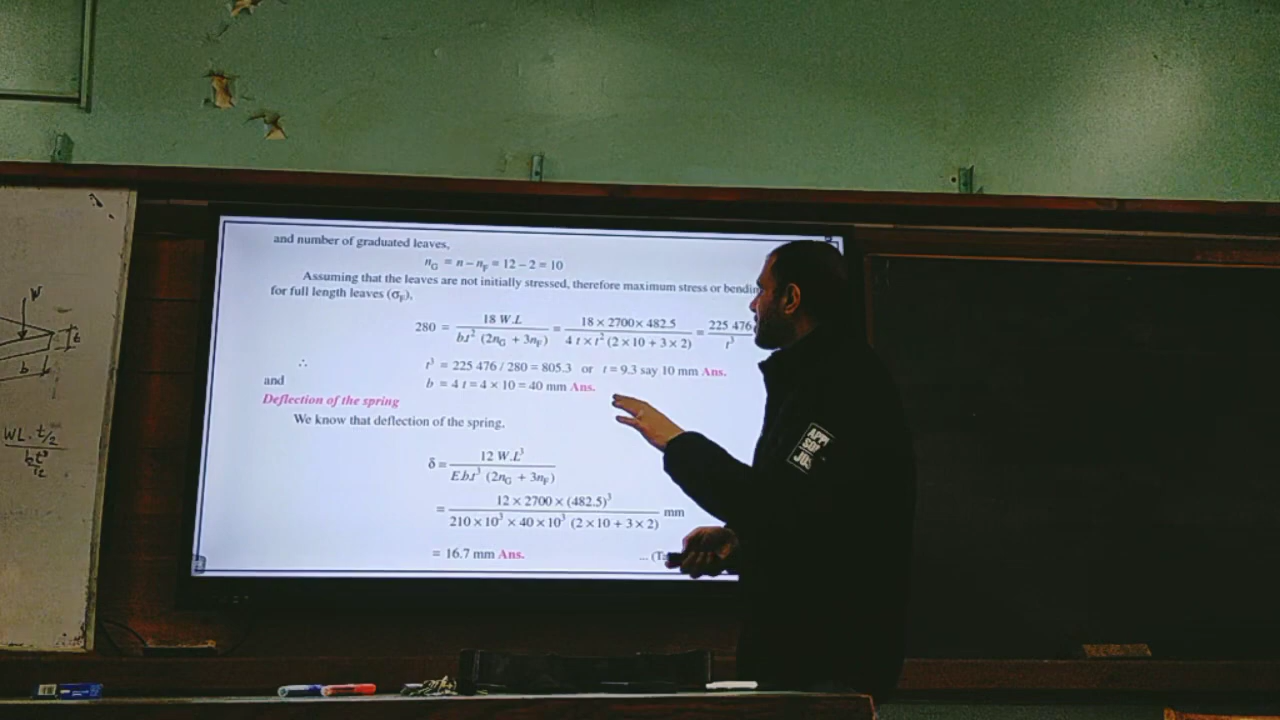 and number of graduated leaves,
n_G = n – n_F = 12 – 2 = 10
Assuming that the leaves are not initially stressed, therefore maximum stress or
for full length leaves (σ_F),
280 = 18 W.L / b.t² (2n_G + 3n_F) = 18 × 2700 × 482.5 / 4 t × t² (2 × 10 + 3 × 2) = 225 476 / t³
∴ t³ = 225 476 / 280 = 805.3 or t = 9.3 say 10 mm Ans.
and b = 4 t = 4 × 10 = 40 mm Ans.
Deflection of the spring
We know that deflection of the spring,
δ = 12 W.L³ / E.b.t³ (2n_G + 3n_F)
= 12 × 2700 × (482.5)³ / 210 × 10³ × 40 × 10³ (2 × 10 + 3 × 2) mm
= 16.7 mm Ans.
W
t
b
WL . t/2